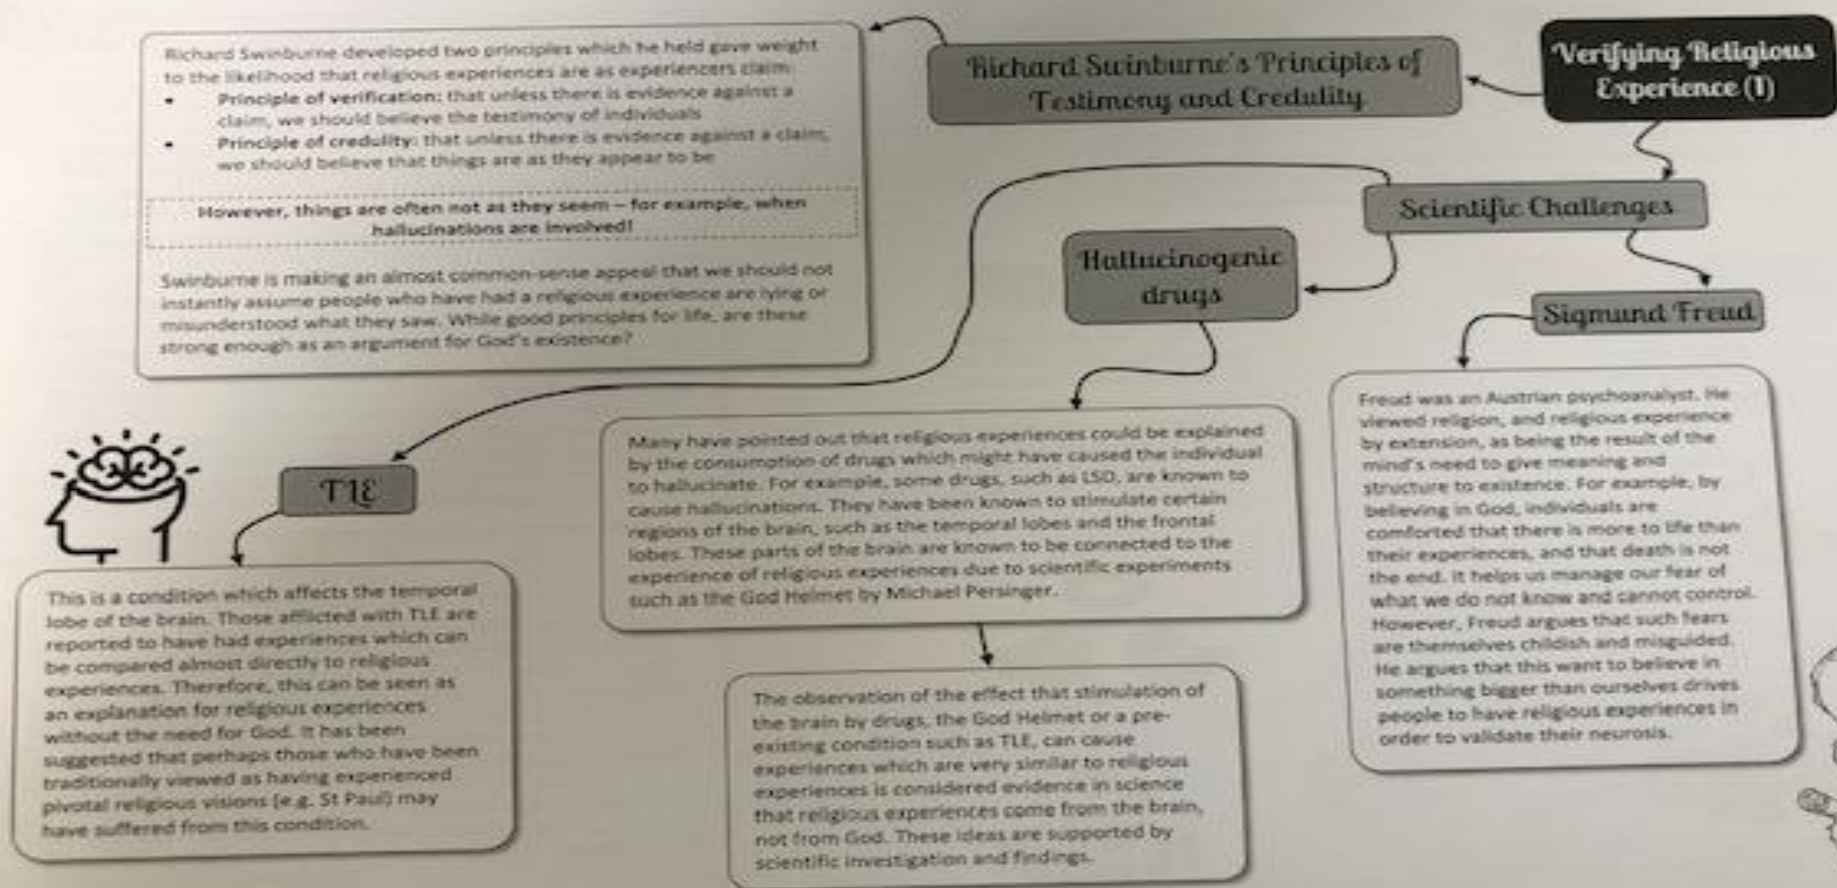 Verifying Religious
Experience (1)
Richard Swinburne's Principles of
Testimony and Credulity
Richard Swinburne developed two principles which he held gave weight
to the likelihood that religious experiences are as experiencers claim:
• Principle of verification: that unless there is evidence against a
claim, we should believe the testimony of individuals
• Principle of credulity: that unless there is evidence against a claim,
we should believe that things are as they appear to be
However, things are often not as they seem – for example, when
hallucinations are involved!
Swinburne is making an almost common-sense appeal that we should not
instantly assume people who have had a religious experience are lying or
misunderstood what they saw. While good principles for life, are these
strong enough as an argument for God's existence?
Scientific Challenges
Hallucinogenic
drugs
Sigmund Freud
TLE
Many have pointed out that religious experiences could be explained
by the consumption of drugs which might have caused the individual
to hallucinate. For example, some drugs, such as LSD, are known to
cause hallucinations. They have been known to stimulate certain
regions of the brain, such as the temporal lobes and the frontal
lobes. These parts of the brain are known to be connected to the
experience of religious experiences due to scientific experiments
such as the God Helmet by Michael Persinger.
Freud was an Austrian psychoanalyst. He
viewed religion, and religious experience
by extension, as being the result of the
mind's need to give meaning and
structure to existence. For example, by
believing in God, individuals are
comforted that there is more to life than
their experiences, and that death is not
the end. It helps us manage our fear of
what we do not know and cannot control.
However, Freud argues that such fears
are themselves childish and misguided.
He argues that this want to believe in
something bigger than ourselves drives
people to have religious experiences in
order to validate their neurosis.
This is a condition which affects the temporal
lobe of the brain. Those afflicted with TLE are
reported to have had experiences which can
be compared almost directly to religious
experiences. Therefore, this can be seen as
an explanation for religious experiences
without the need for God. It has been
suggested that perhaps those who have been
traditionally viewed as having experienced
pivotal religious visions (e.g. St Paul) may
have suffered from this condition.
The observation of the effect that stimulation of
the brain by drugs, the God Helmet or a pre-
existing condition such as TLE, can cause
experiences which are very similar to religious
experiences is considered evidence in science
that religious experiences come from the brain,
not from God. These ideas are supported by
scientific investigation and findings.